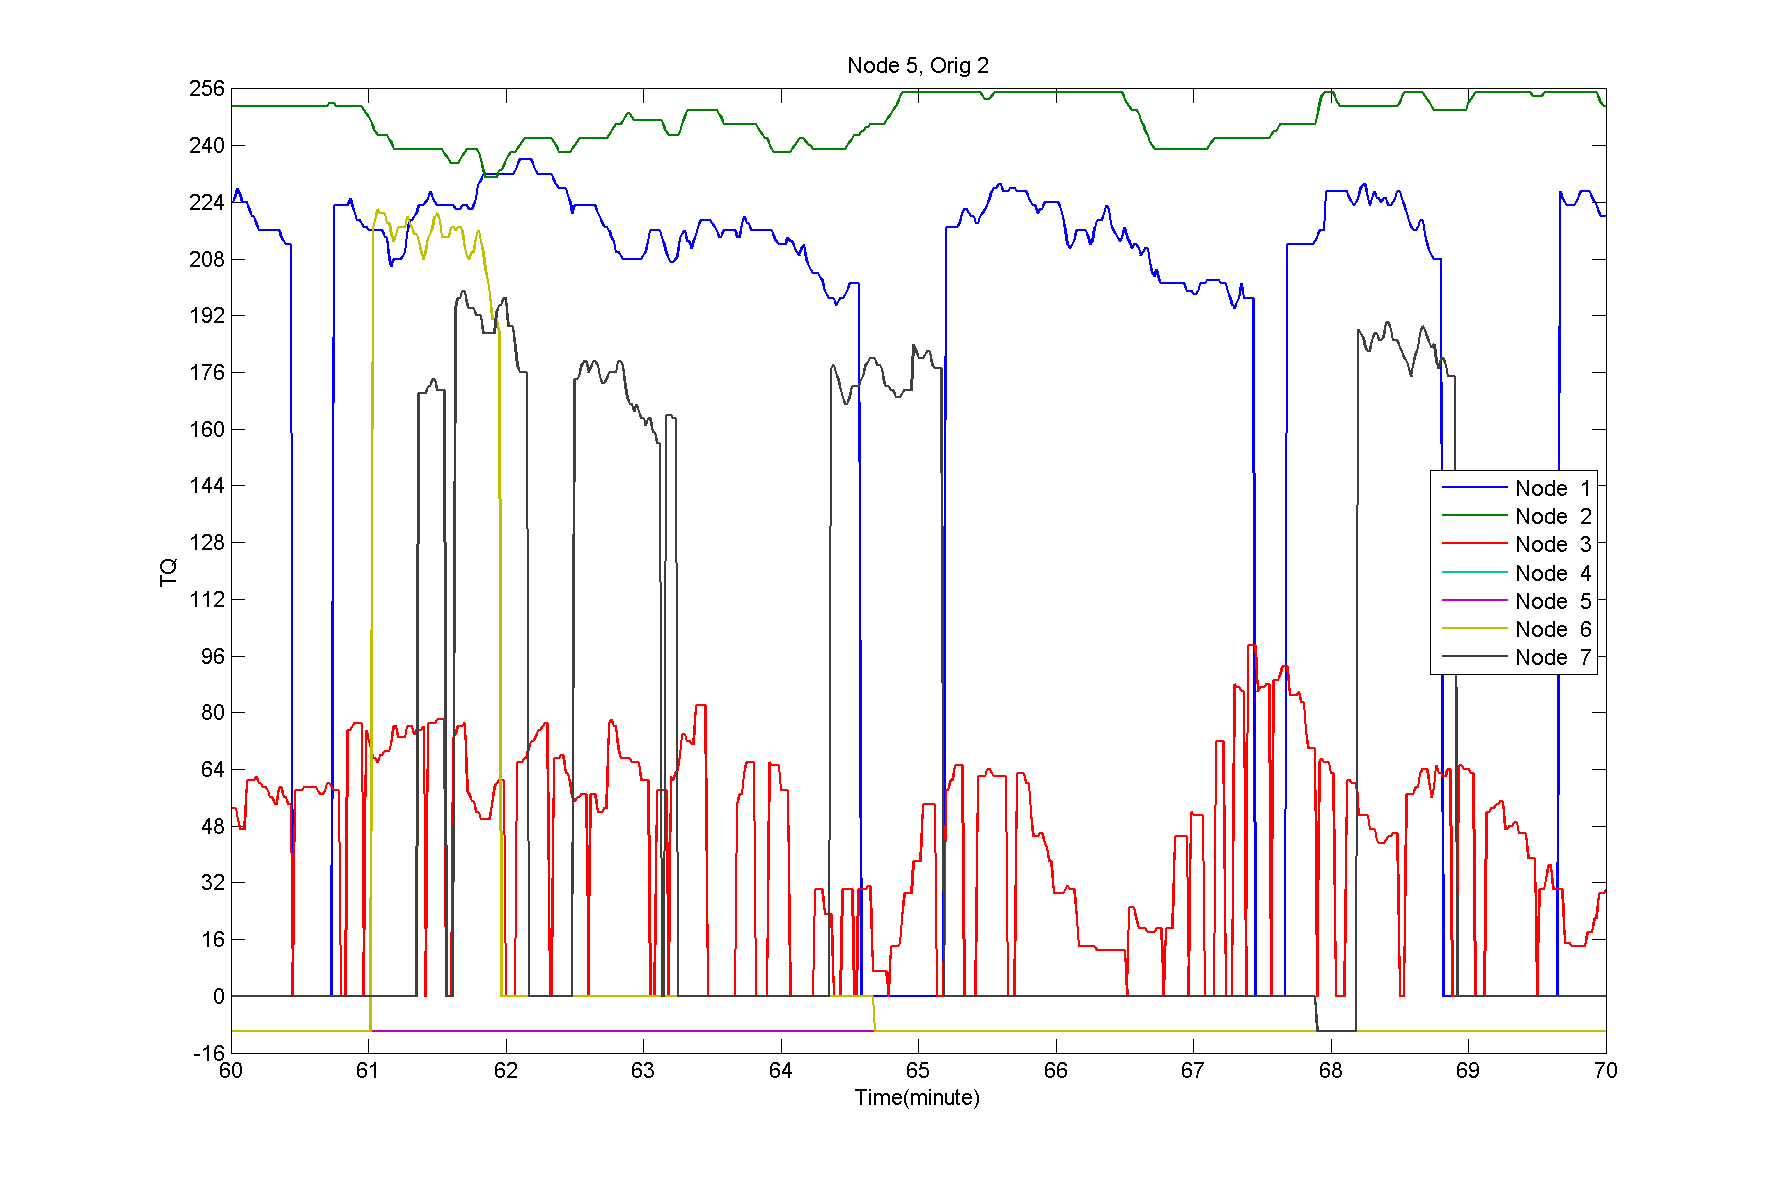 Node 5, Orig 2
256
240
224
208
192
176
160
144
128
112
96
80
64
48
32
16
0
-16
TQ
60 61 62 63 64 65 66 67 68 69 70
Time(minute)
Node 1
Node 2
Node 3
Node 4
Node 5
Node 6
Node 7